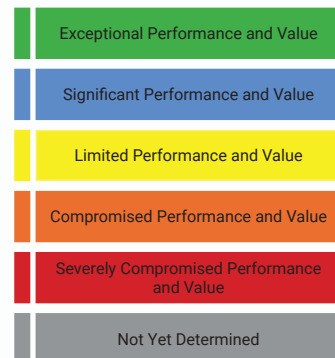 Exceptional Performance and Value
Significant Performance and Value
Limited Performance and Value
Compromised Performance and Value
Severely Compromised Performance
and Value
Not Yet Determined